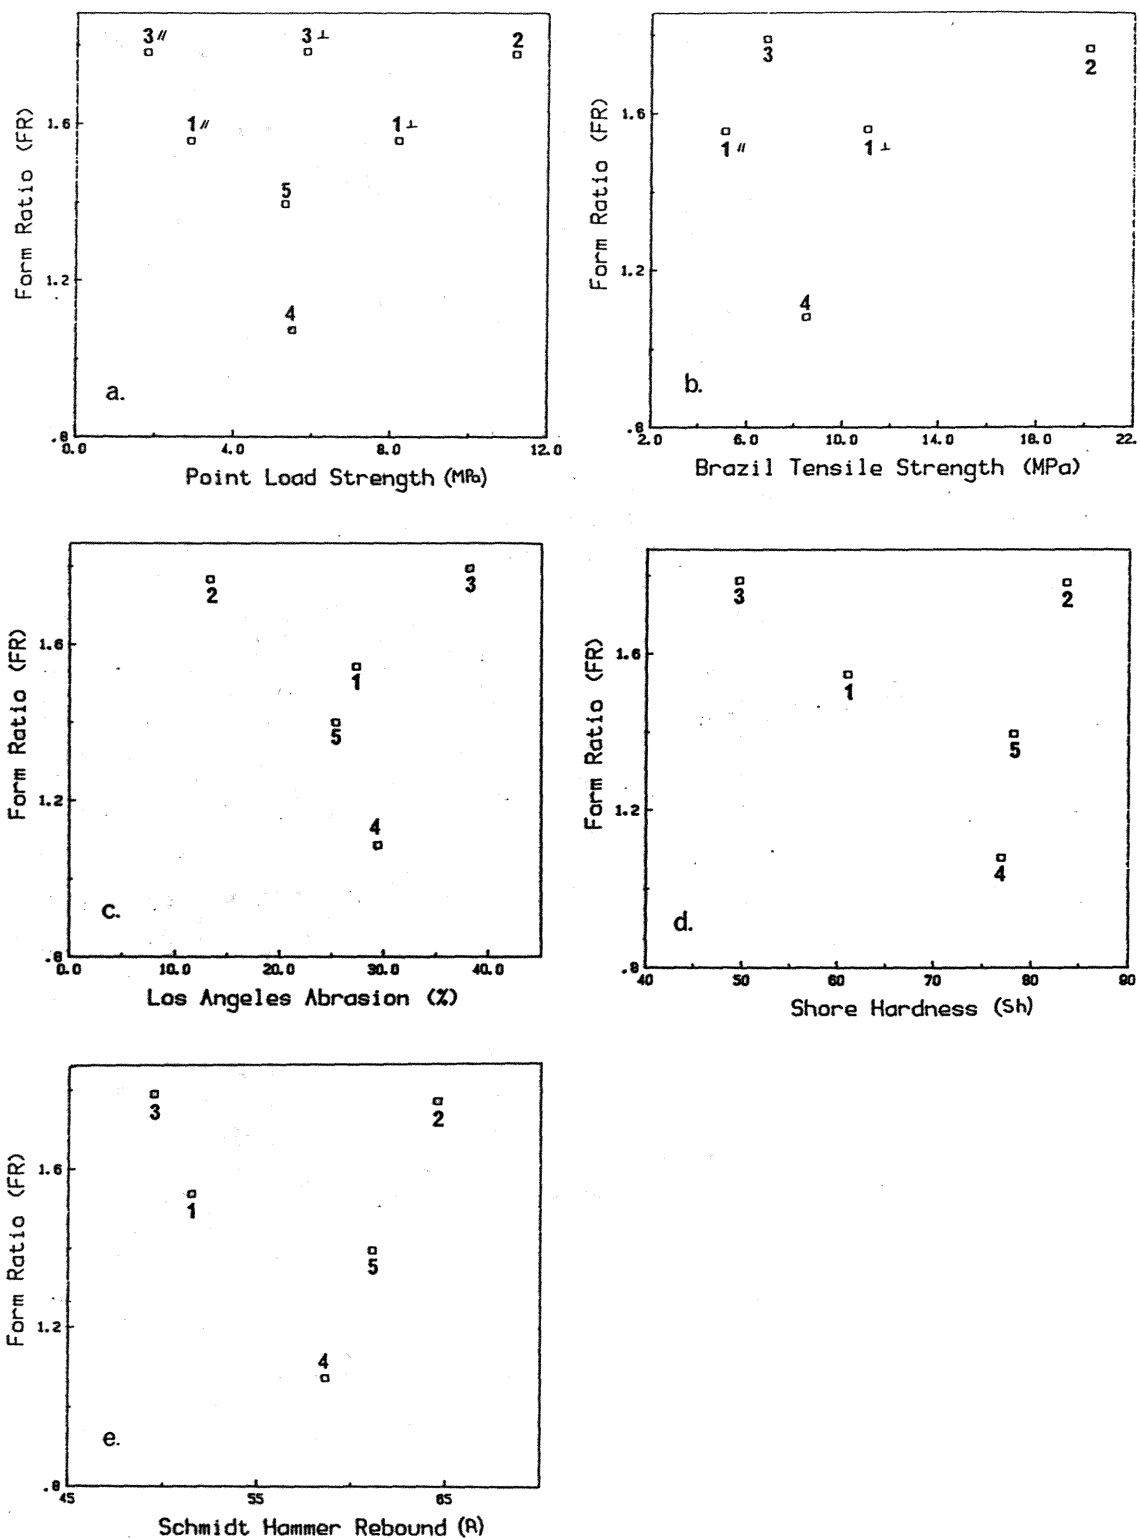 3 // 3 ⊥ 2
1.6
1 // 1 ⊥
5
1.2
4
a.
.8
0.0 4.0 8.0 12.0
Form Ratio (FR)
Point Load Strength (MPa)
3 2
1.6
1 // 1 ⊥
1.2
4
b.
.8
2.0 6.0 10.0 14.0 18.0 22.
Form Ratio (FR)
Brazil Tensile Strength (MPa)
3
2
1.6
1
5
1.2
4
c.
.8
0.0 10.0 20.0 30.0 40.0
Form Ratio (FR)
Los Angeles Abrasion (%)
3 2
1.6
1
5
1.2
4
d.
.8
40 50 60 70 80 90
Form Ratio (FR)
Shore Hardness (Sh)
3 2
1.6
1
5
1.2
4
e.
.8
45 55 65
Form Ratio (FR)
Schmidt Hammer Rebound (R)